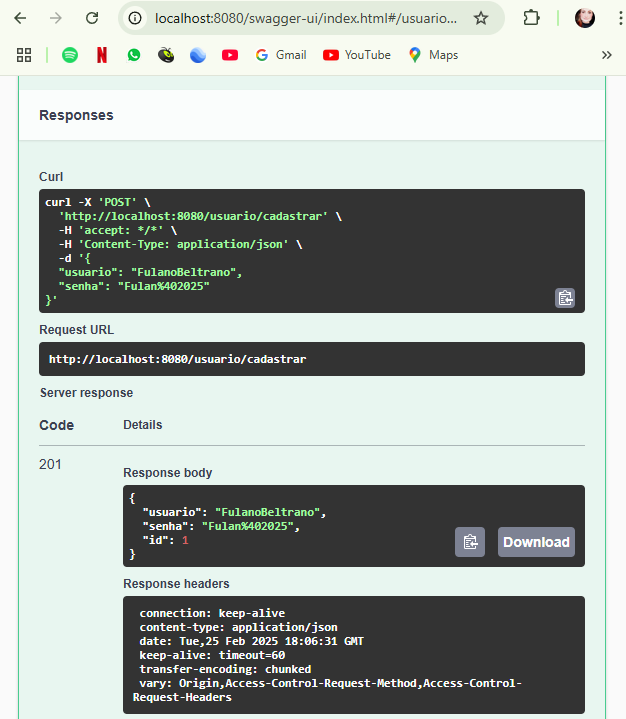 localhost:8080/swagger-ui/index.html#/usuario...
Gmail
YouTube
Maps
Responses
Curl
curl -X 'POST' \
'http://localhost:8080/usuario/cadastrar' \
-H 'accept: */*' \
-H 'Content-Type: application/json' \
-d '{
"usuario": "FulanoBeltrano",
"senha": "Fulan%402025"
}'
Request URL
http://localhost:8080/usuario/cadastrar
Server response
Code Details
201
Response body
{
"usuario": "FulanoBeltrano",
"senha": "Fulan%402025",
"id": 1
}
Download
Response headers
connection: keep-alive
content-type: application/json
date: Tue,25 Feb 2025 18:06:31 GMT
keep-alive: timeout=60
transfer-encoding: chunked
vary: Origin,Access-Control-Request-Method,Access-Control-
Request-Headers